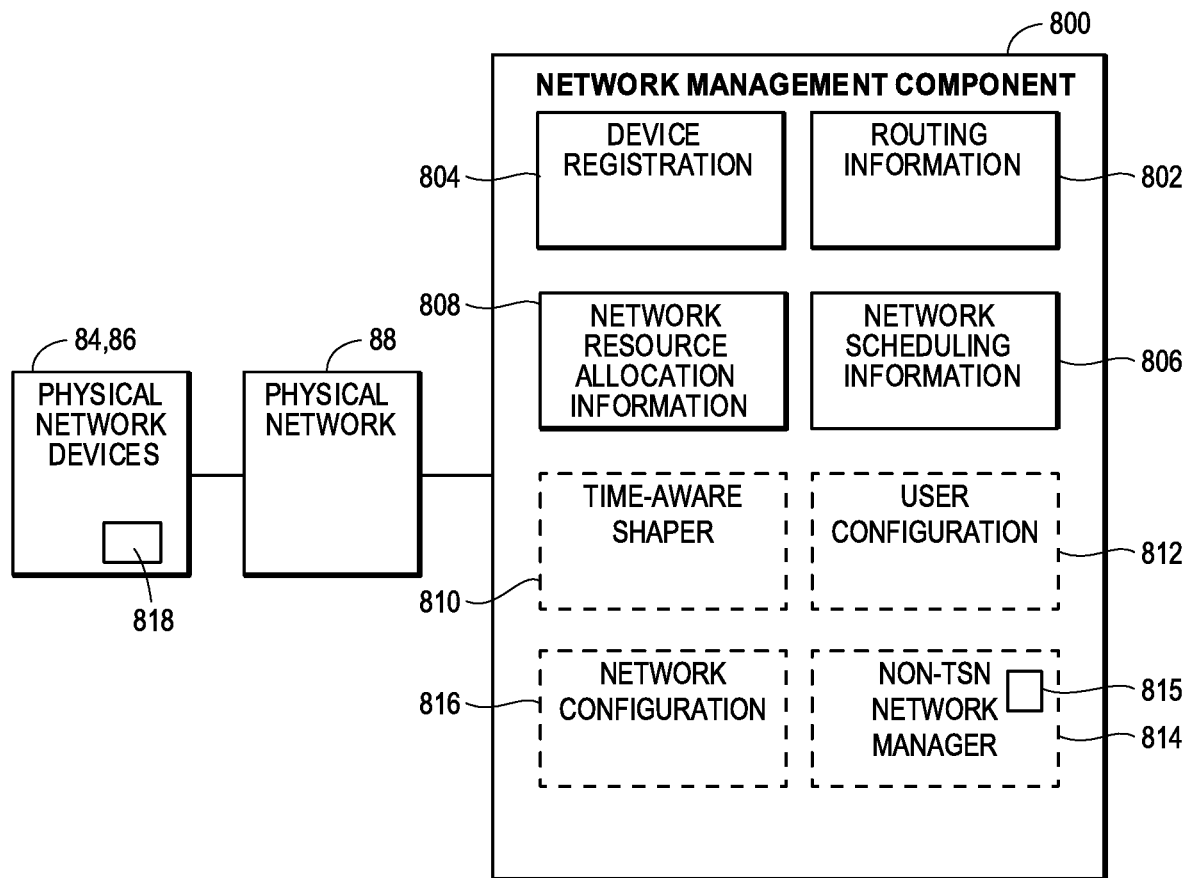 800
NETWORK MANAGEMENT COMPONENT
DEVICE
REGISTRATION
804
ROUTING
INFORMATION
802
808
NETWORK
RESOURCE
ALLOCATION
INFORMATION
NETWORK
SCHEDULING
INFORMATION
806
84,86
PHYSICAL
NETWORK
DEVICES
818
88
PHYSICAL
NETWORK
TIME-AWARE
SHAPER
810
USER
CONFIGURATION
812
NETWORK
CONFIGURATION
816
NON-TSN
NETWORK
MANAGER
815
814